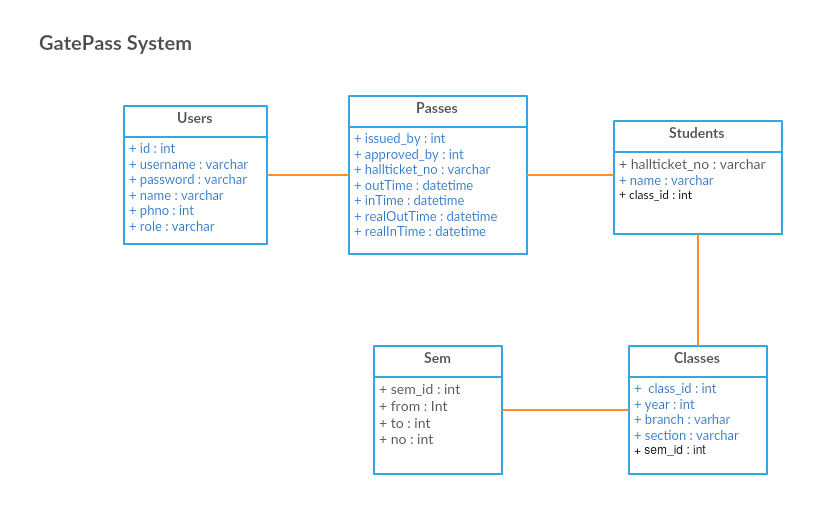 GatePass System
Users
+ id : int
+ username : varchar
+ password : varchar
+ name : varchar
+ phno : int
+ role : varchar
Passes
+ issued_by : int
+ approved_by : int
+ hallticket_no : varchar
+ outTime : datetime
+ inTime : datetime
+ realOutTime : datetime
+ realInTime : datetime
Students
+ hallticket_no : varchar
+ name : varchar
+ class_id : int
Sem
+ sem_id : int
+ from : Int
+ to : int
+ no : int
Classes
+ class_id : int
+ year : int
+ branch : varhar
+ section : varchar
+ sem_id : int